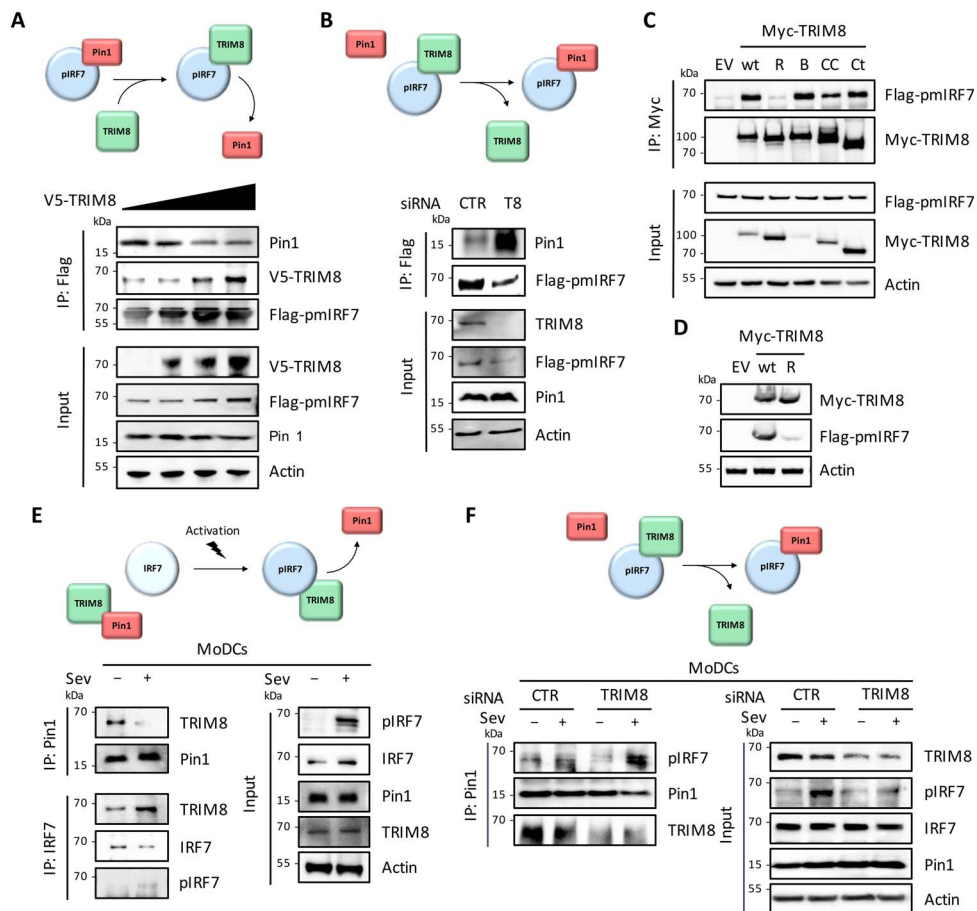 A
Pin1
pIRF7
TRIM8
TRIM8
pIRF7
Pin1
V5-TRIM8
kDa
IP: Flag
15
Pin1
70
V5-TRIM8
70
55
Flag-pmIRF7
Input
70
V5-TRIM8
70
Flag-pmIRF7
15
Pin 1
55
Actin
B
Pin1
TRIM8
pIRF7
TRIM8
Pin1
pIRF7
siRNA CTR T8
kDa
IP: Flag
15
Pin1
70
Flag-pmIRF7
Input
70
TRIM8
70
Flag-pmIRF7
15
Pin1
55
Actin
C
Myc-TRIM8
EV wt R B CC Ct
kDa
IP: Myc
70
Flag-pmIRF7
100
70
Myc-TRIM8
Input
70
Flag-pmIRF7
100
70
Myc-TRIM8
55
Actin
D
Myc-TRIM8
EV wt R
kDa
70
Myc-TRIM8
70
Flag-pmIRF7
55
Actin
E
Activation
IRF7
pIRF7
TRIM8
Pin1
TRIM8
Pin1
MoDCs
Sev – +
kDa
IP: Pin1
70
TRIM8
15
Pin1
IP: IRF7
70
TRIM8
70
IRF7
70
pIRF7
Sev – +
kDa
Input
70
pIRF7
70
IRF7
15
Pin1
70
TRIM8
55
Actin
F
Pin1
TRIM8
pIRF7
TRIM8
Pin1
pIRF7
MoDCs
siRNA CTR TRIM8
Sev – + – +
kDa
IP: Pin1
70
pIRF7
15
Pin1
70
TRIM8
siRNA CTR TRIM8
Sev – + – +
kDa
Input
70
TRIM8
70
pIRF7
70
IRF7
15
Pin1
55
Actin